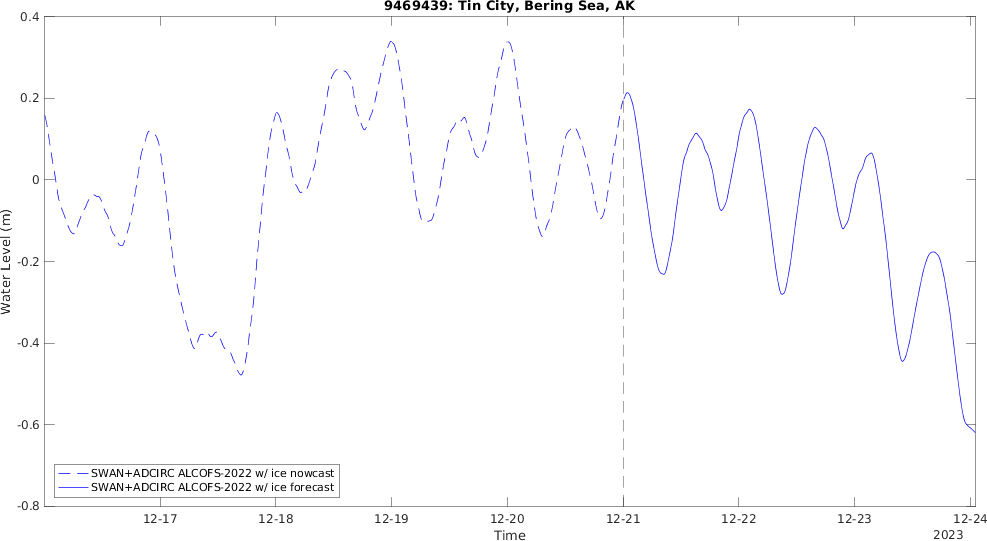 9469439: Tin City, Bering Sea, AK
0.4
0.2
0
-0.2
-0.4
-0.6
-0.8
Water Level (m)
SWAN+ADCIRC ALCOFS-2022 w/ ice nowcast
SWAN+ADCIRC ALCOFS-2022 w/ ice forecast
12-17 12-18 12-19 12-20 12-21 12-22 12-23 12-24
Time
2023